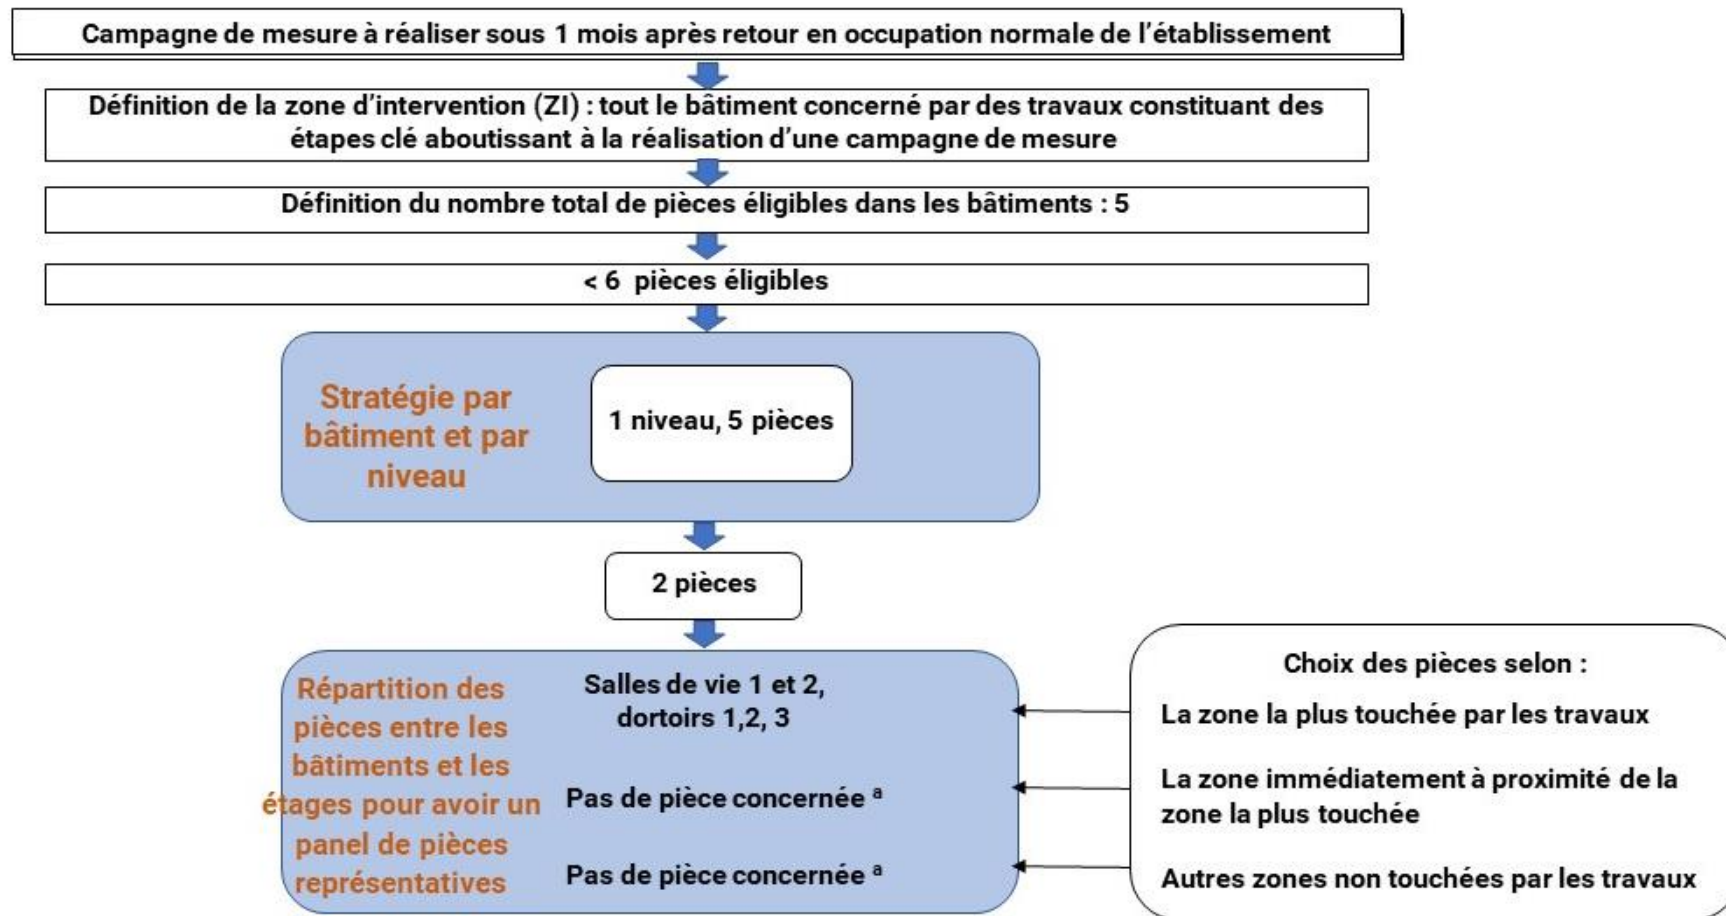 Campagne de mesure à réaliser sous 1 mois après retour en occupation normale de l'établissement
Définition de la zone d'intervention (ZI) : tout le bâtiment concerné par des travaux constituant des
étapes clé aboutissant à la réalisation d'une campagne de mesure
Définition du nombre total de pièces éligibles dans les bâtiments : 5
< 6 pièces éligibles
Stratégie par
bâtiment et par
niveau
1 niveau, 5 pièces
2 pièces
Répartition des
pièces entre les
bâtiments et les
étages pour avoir un
panel de pièces
représentatives
Salles de vie 1 et 2,
dortoirs 1,2, 3
Pas de pièce concernée ª
Pas de pièce concernée ª
Choix des pièces selon :
La zone la plus touchée par les travaux
La zone immédiatement à proximité de la
zone la plus touchée
Autres zones non touchées par les travaux